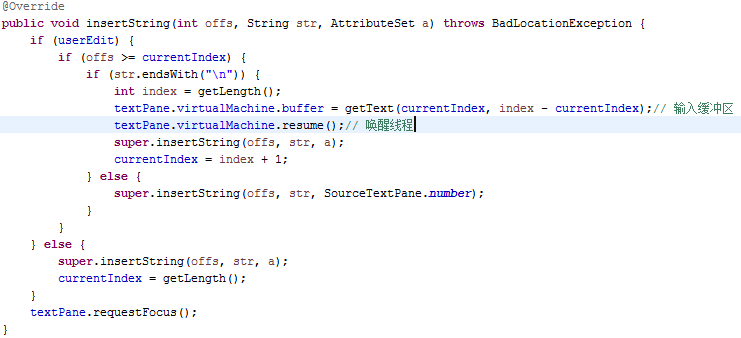 @Override
public void insertString(int offs, String str, AttributeSet a) throws BadLocationException {
    if (userEdit) {
        if (offs >= currentIndex) {
            if (str.endsWith("\n")) {
                int index = getLength();
                textPane.virtualMachine.buffer = getText(currentIndex, index - currentIndex);// 输入缓冲区
                textPane.virtualMachine.resume();// 唤醒线程
                super.insertString(offs, str, a);
                currentIndex = index + 1;
            } else {
                super.insertString(offs, str, SourceTextPane.number);
            }
        }
    } else {
        super.insertString(offs, str, a);
        currentIndex = getLength();
    }
    textPane.requestFocus();
}